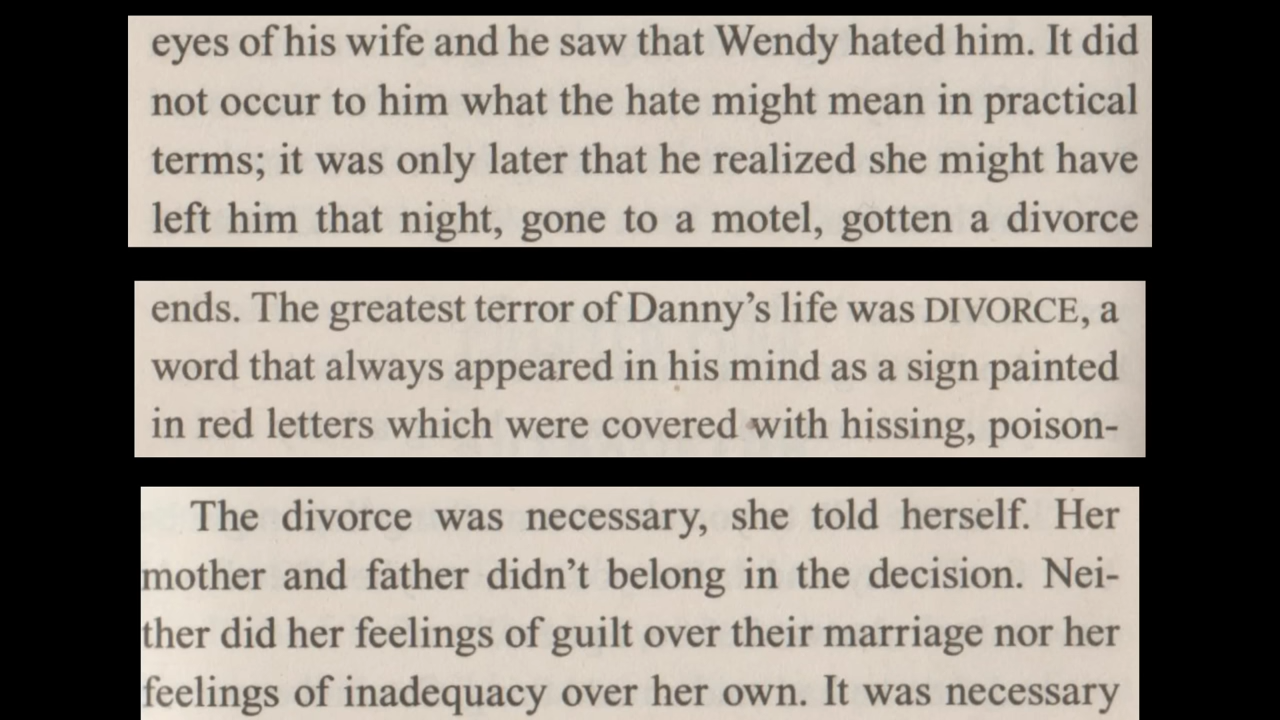 eyes of his wife and he saw that Wendy hated him. It did
not occur to him what the hate might mean in practical
terms; it was only later that he realized she might have
left him that night, gone to a motel, gotten a divorce
ends. The greatest terror of Danny’s life was DIVORCE, a
word that always appeared in his mind as a sign painted
in red letters which were covered with hissing, poison-
The divorce was necessary, she told herself. Her
mother and father didn’t belong in the decision. Nei-
ther did her feelings of guilt over their marriage nor her
feelings of inadequacy over her own. It was necessary